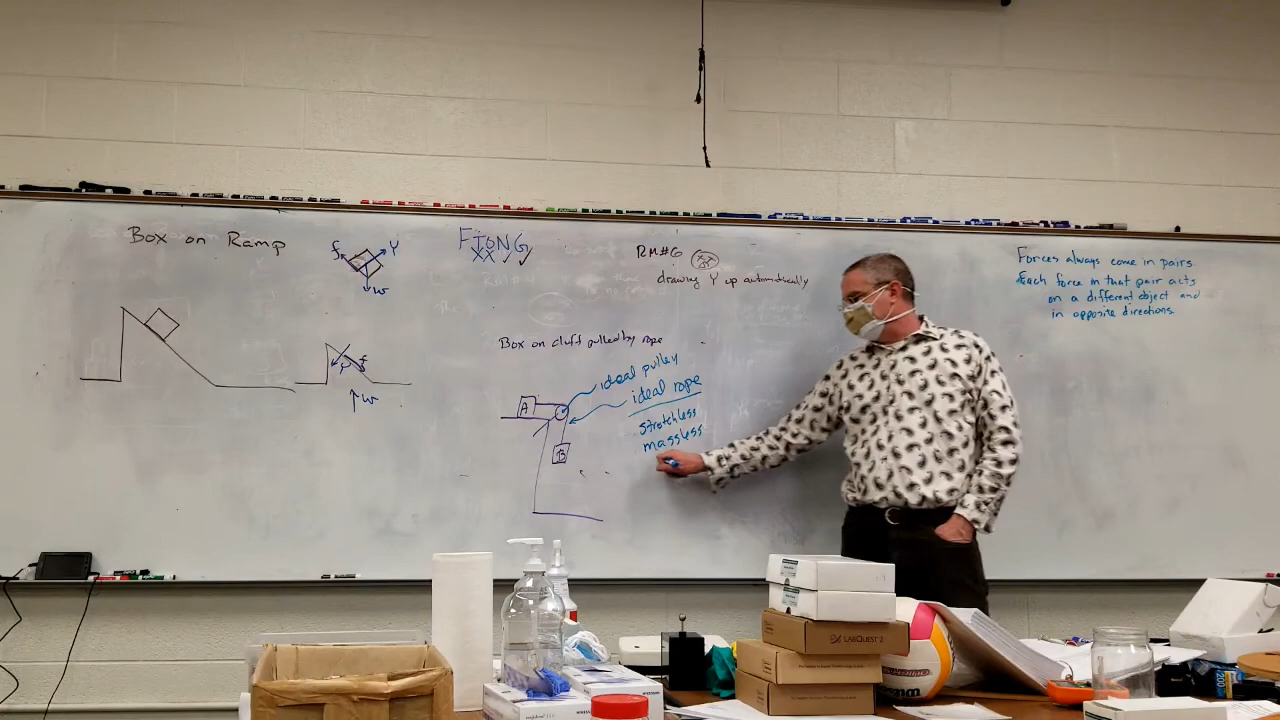 Box on Ramp
f
Y
w
f
w
RM#6
drawing Y up automatically
Box on cliff pulled by rope
ideal pulley
ideal rope
stretchless
massless
A
B
Forces always come in pairs.
Each force in that pair acts
on a different object and
in opposite directions.
LABQUEST 2